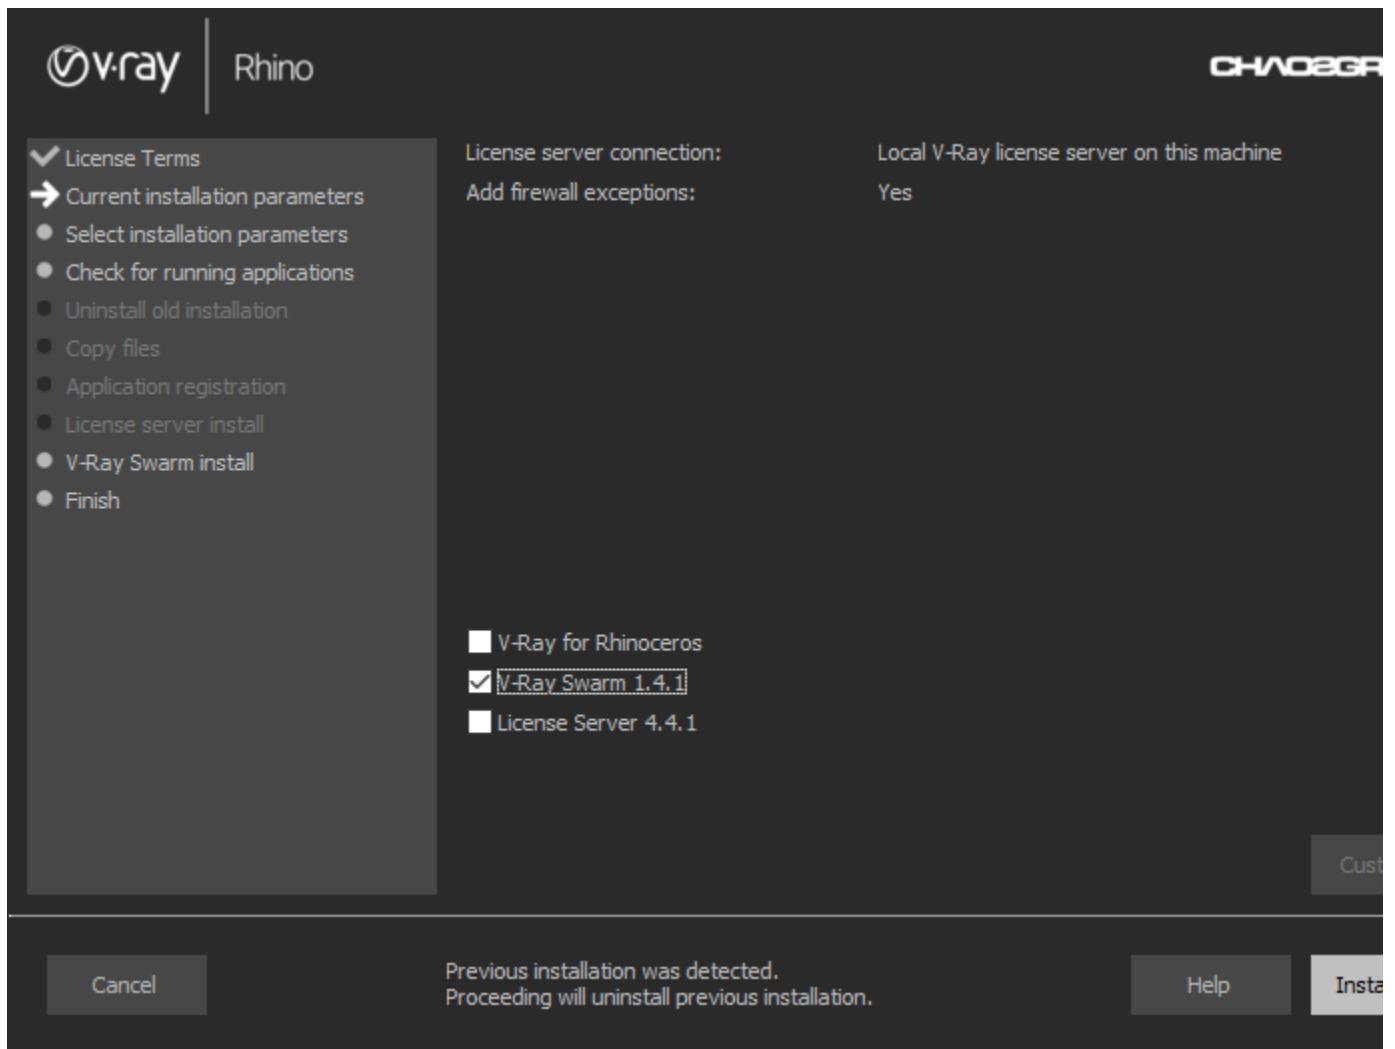 v·ray Rhino
License Terms
Current installation parameters
Select installation parameters
Check for running applications
Uninstall old installation
Copy files
Application registration
License server install
V-Ray Swarm install
Finish
License server connection: Local V-Ray license server on this machine
Add firewall exceptions: Yes
V-Ray for Rhinoceros
V-Ray Swarm 1.4.1
License Server 4.4.1
Cust
Cancel
Previous installation was detected.
Proceeding will uninstall previous installation.
Help
Insta